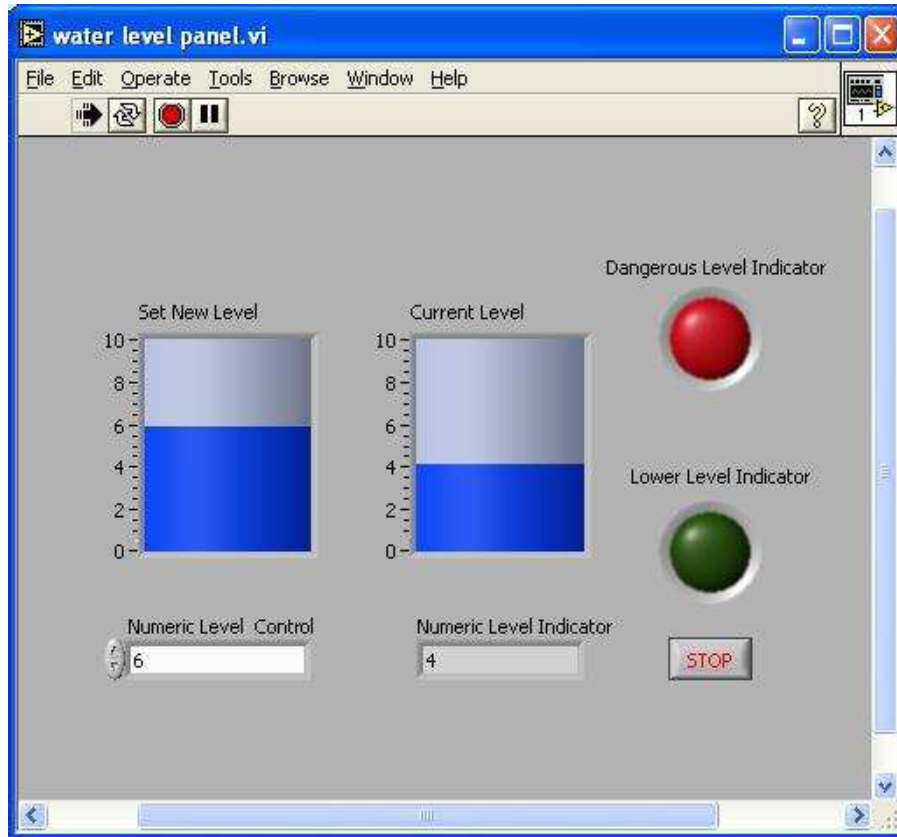 water level panel.vi
File Edit Operate Tools Browse Window Help
?
1
Dangerous Level Indicator
Set New Level
Current Level
10
8
6
4
2
0
10
8
6
4
2
0
Lower Level Indicator
Numeric Level Control
6
Numeric Level Indicator
4
STOP